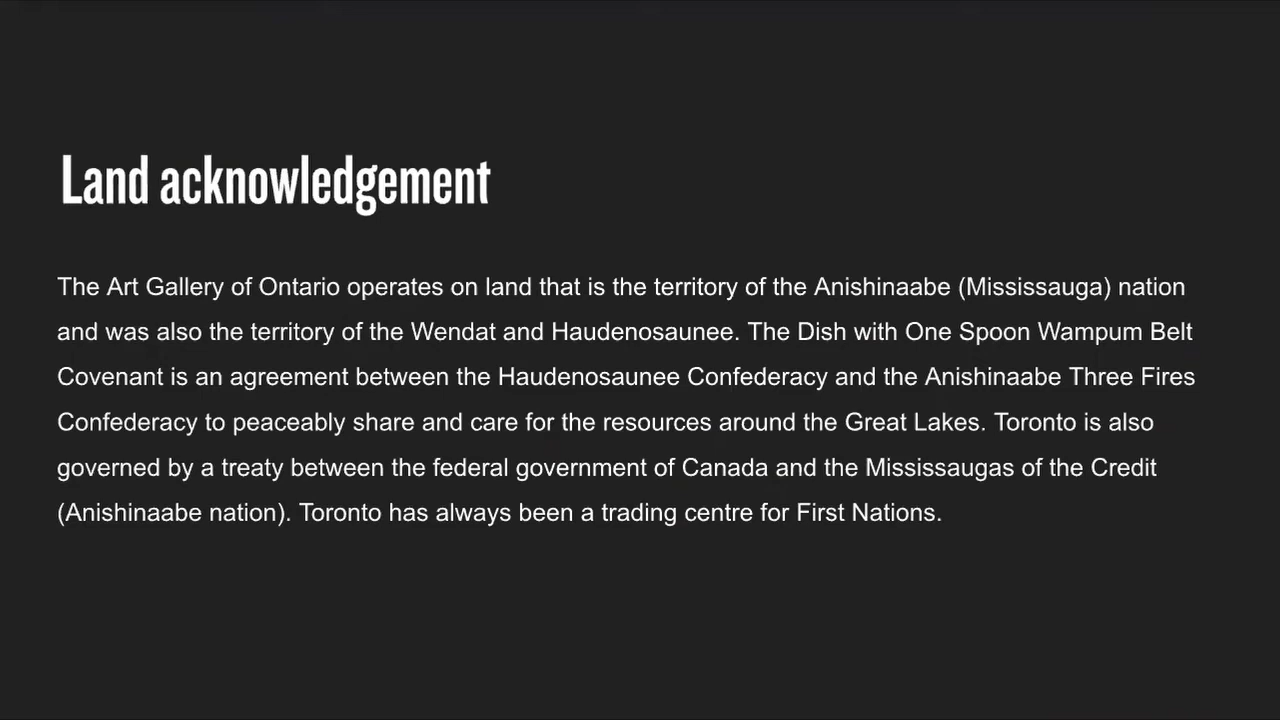 Land acknowledgement
The Art Gallery of Ontario operates on land that is the territory of the Anishinaabe (Mississauga) nation
and was also the territory of the Wendat and Haudenosaunee. The Dish with One Spoon Wampum Belt
Covenant is an agreement between the Haudenosaunee Confederacy and the Anishinaabe Three Fires
Confederacy to peaceably share and care for the resources around the Great Lakes. Toronto is also
governed by a treaty between the federal government of Canada and the Mississaugas of the Credit
(Anishinaabe nation). Toronto has always been a trading centre for First Nations.